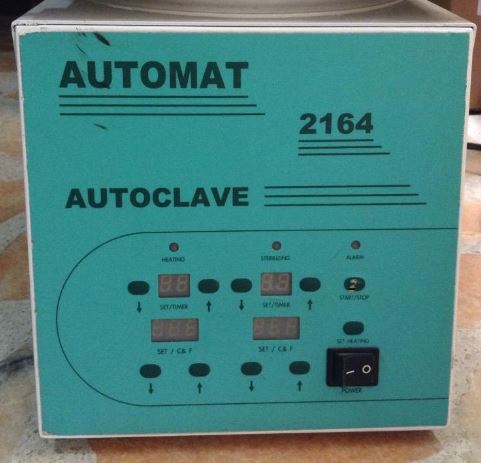 AUTOMAT
2164
AUTOCLAVE
HEATING STERILIZING ALARM
SET/TIMER SET/TIMER START/STOP
SET / C& F SET / C& F SET HEATING
POWER